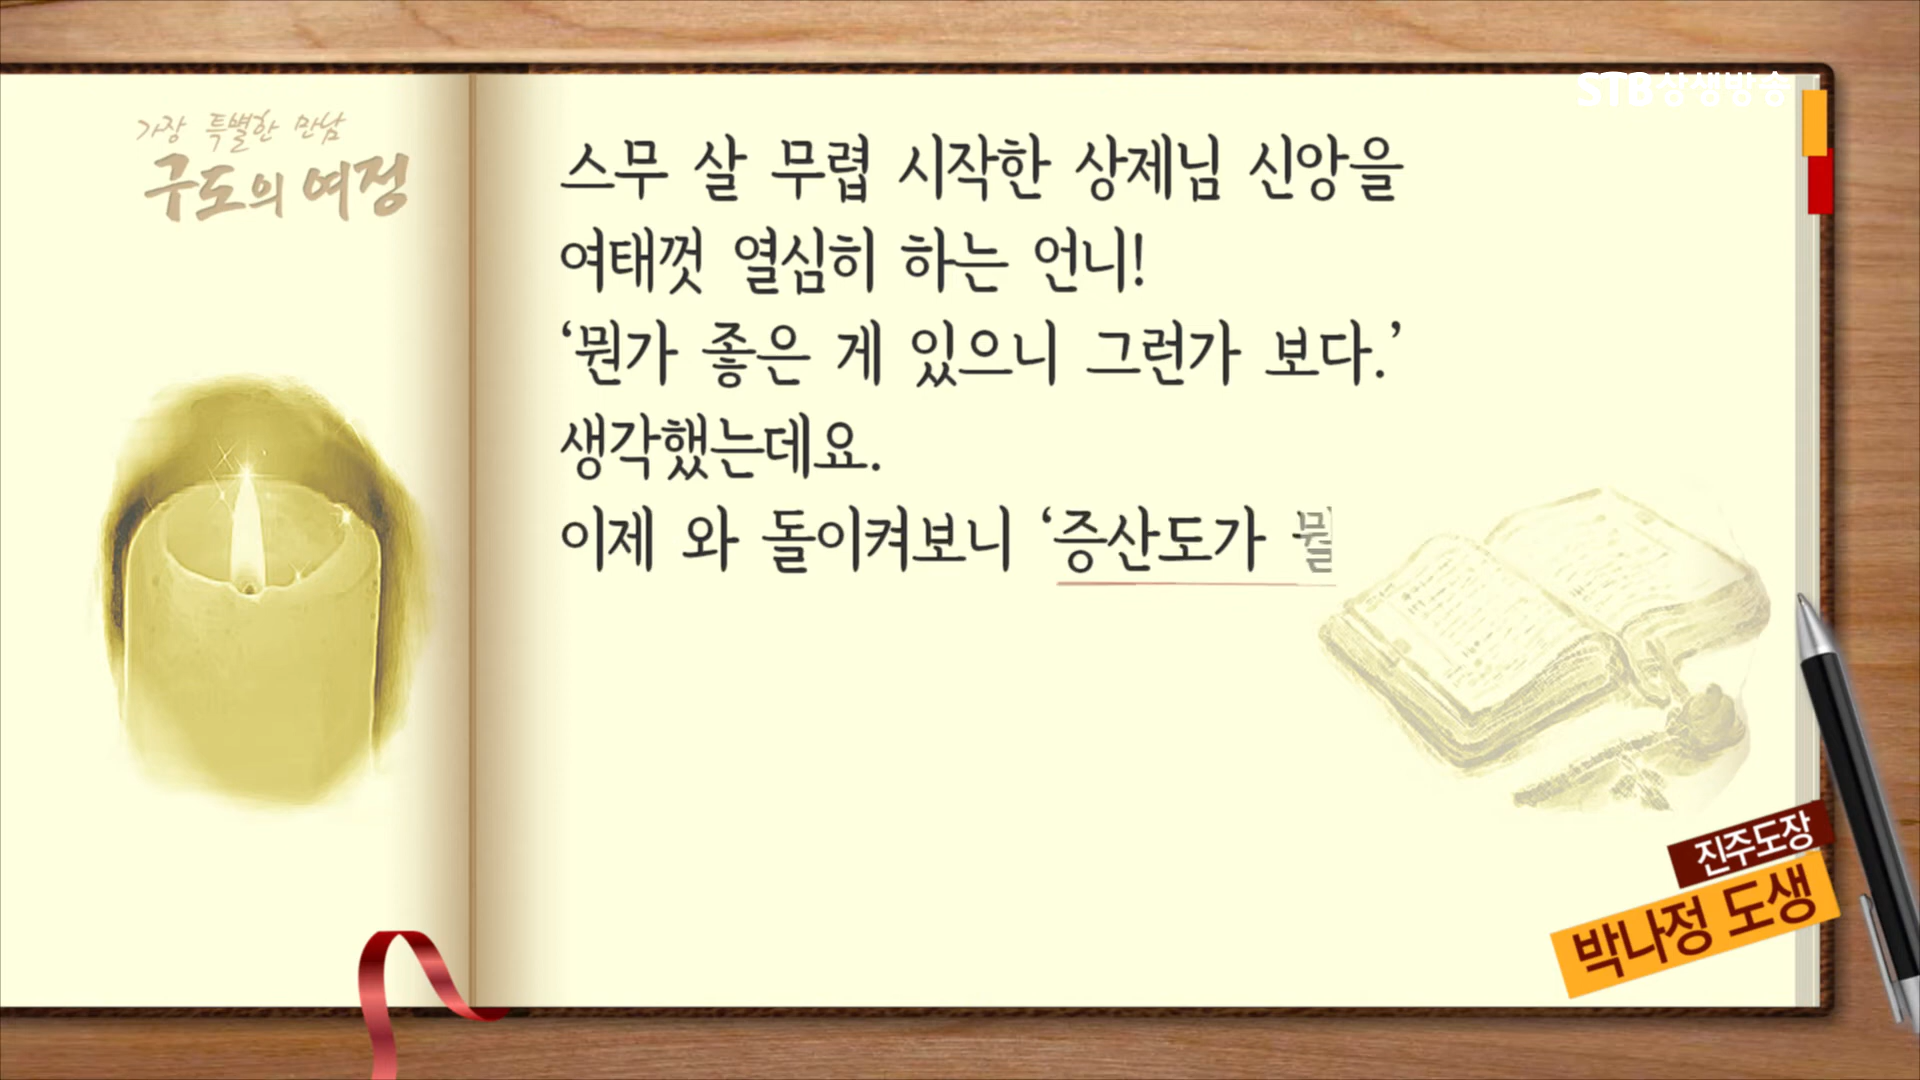 STB상생방송
가장 특별한 만남
구도의 여정
스무 살 무렵 시작한 상제님 신앙을
여태껏 열심히 하는 언니!
‘뭔가 좋은 게 있으니 그런가 보다.’
생각했는데요.
이제 와 돌이켜보니 ‘증산도가
진주도장
박나정 도생